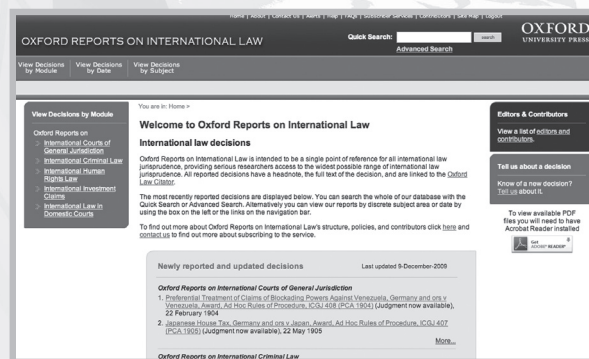 Home | About | Contact Us | Alerts | Help | FAQs | Subscriber Services | Contributors | Site Map | Logout
OXFORD REPORTS ON INTERNATIONAL LAW
Quick Search:
search
Advanced Search
OXFORD
UNIVERSITY PRESS
View Decisions
by Module
View Decisions
by Date
View Decisions
by Subject
You are in: Home >
View Decisions by Module
Oxford Reports on
International Courts of
General Jurisdiction
International Criminal Law
International Human
Rights Law
International Investment
Claims
International Law in
Domestic Courts
Welcome to Oxford Reports on International Law
International law decisions
Oxford Reports on International Law is intended to be a single point of reference for all international law
jurisprudence, providing serious researchers access to the widest possible range of international law
jurisprudence. All reported decisions have a headnote, the full text of the decision, and are linked to the Oxford
Law Citator.
The most recently reported decisions are displayed below. You can search the whole of our database with the
Quick Search or Advanced Search. Alternatively you can view our reports by discrete subject area or date by
using the box on the left or the links on the navigation bar.
To find out more about Oxford Reports on International Law's structure, policies, and contributors click here and
contact us to find out more about subscribing to the service.
Newly reported and updated decisions
Last updated 9-December-2009
Oxford Reports on International Courts of General Jurisdiction
1. Preferential Treatment of Claims of Blockading Powers Against Venezuela, Germany and ors v
Venezuela, Award, Ad Hoc Rules of Procedure, ICGJ 408 (PCA 1904) (Judgment now available),
22 February 1904
2. Japanese House Tax, Germany and ors v Japan, Award, Ad Hoc Rules of Procedure, ICGJ 407
(PCA 1905) (Judgment now available), 22 May 1905
More...
Oxford Reports on International Criminal Law
Editors & Contributors
View a list of editors and
contributors.
Tell us about a decision
Know of a new decision?
Tell us about it.
To view available PDF
files you will need to have
Acrobat Reader installed
Get
ADOBE® READER®